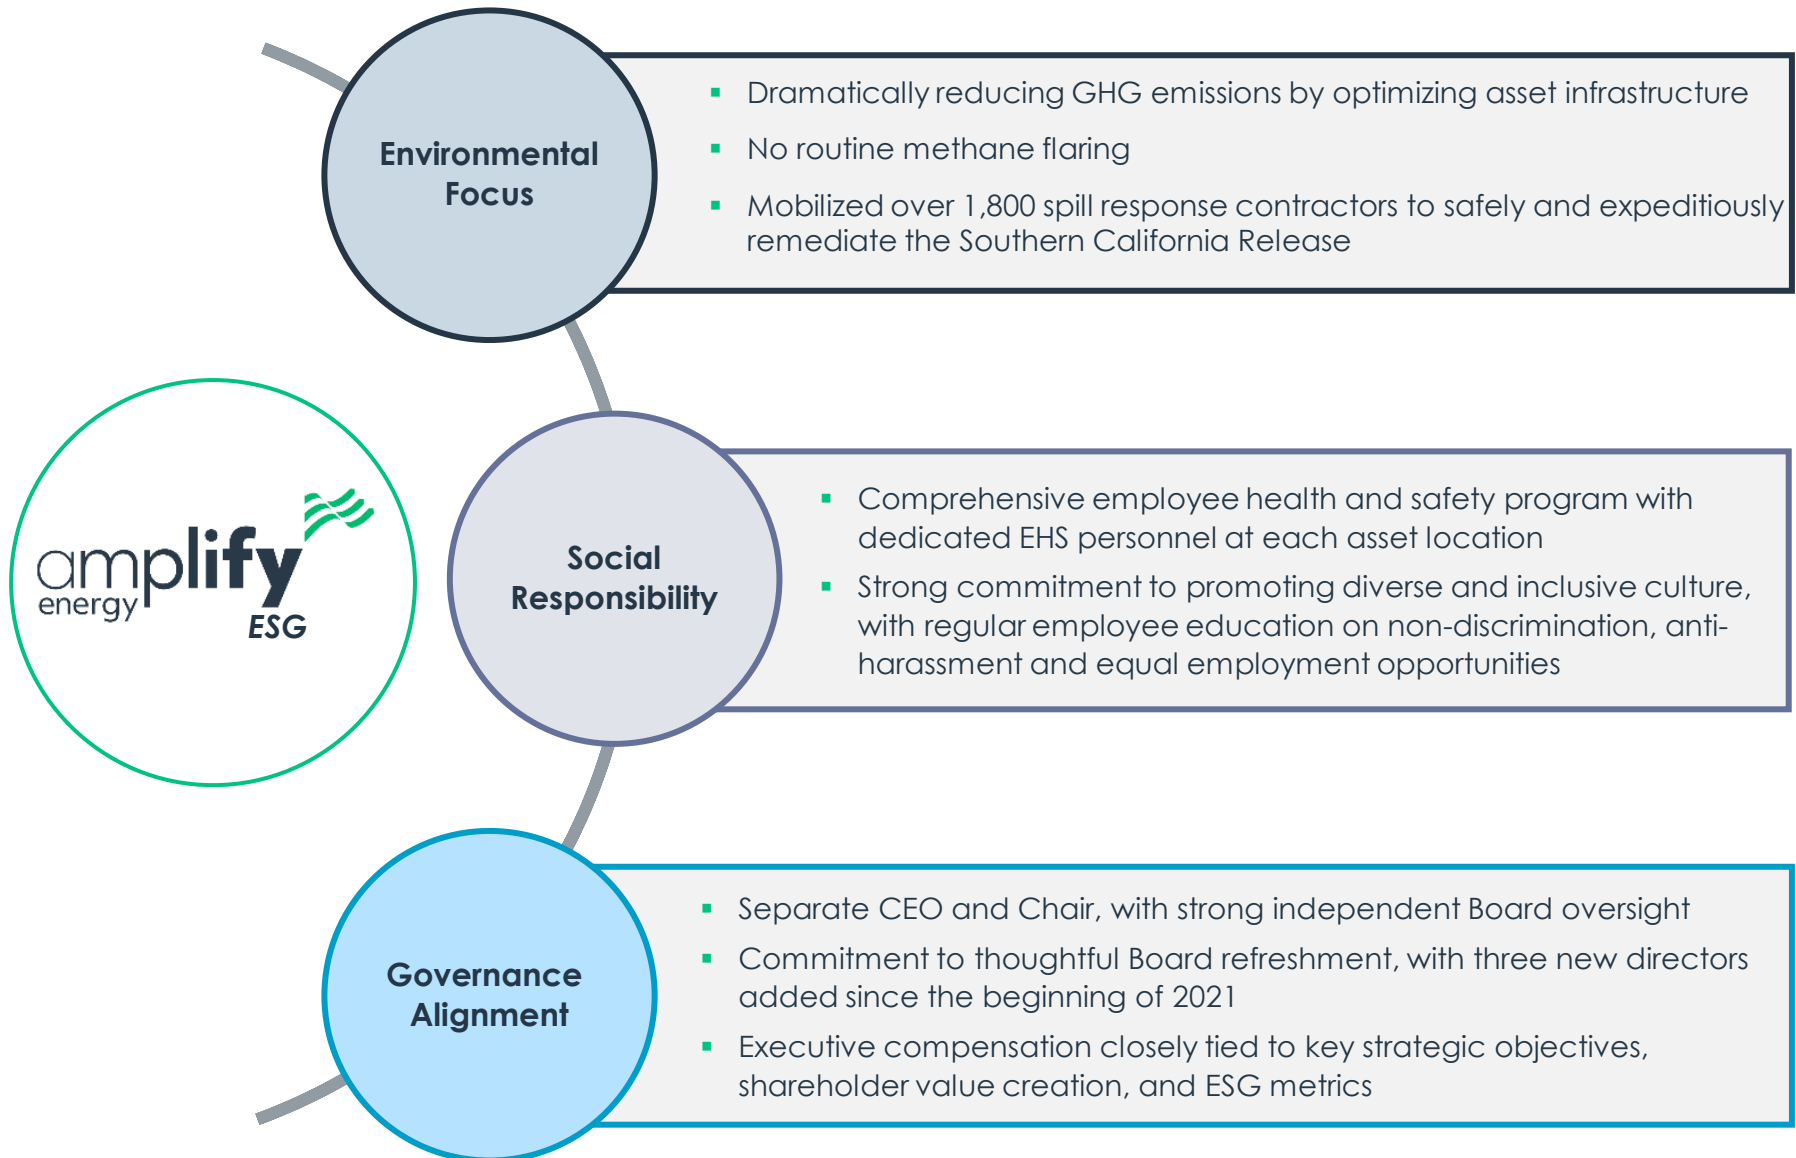 Environmental
Focus
▪ Dramatically reducing GHG emissions by optimizing asset infrastructure
▪ No routine methane flaring
▪ Mobilized over 1,800 spill response contractors to safely and expeditiously
remediate the Southern California Release
amplify
energy
ESG
Social
Responsibility
▪ Comprehensive employee health and safety program with
dedicated EHS personnel at each asset location
▪ Strong commitment to promoting diverse and inclusive culture,
with regular employee education on non-discrimination, anti-
harassment and equal employment opportunities
Governance
Alignment
▪ Separate CEO and Chair, with strong independent Board oversight
▪ Commitment to thoughtful Board refreshment, with three new directors
added since the beginning of 2021
▪ Executive compensation closely tied to key strategic objectives,
shareholder value creation, and ESG metrics